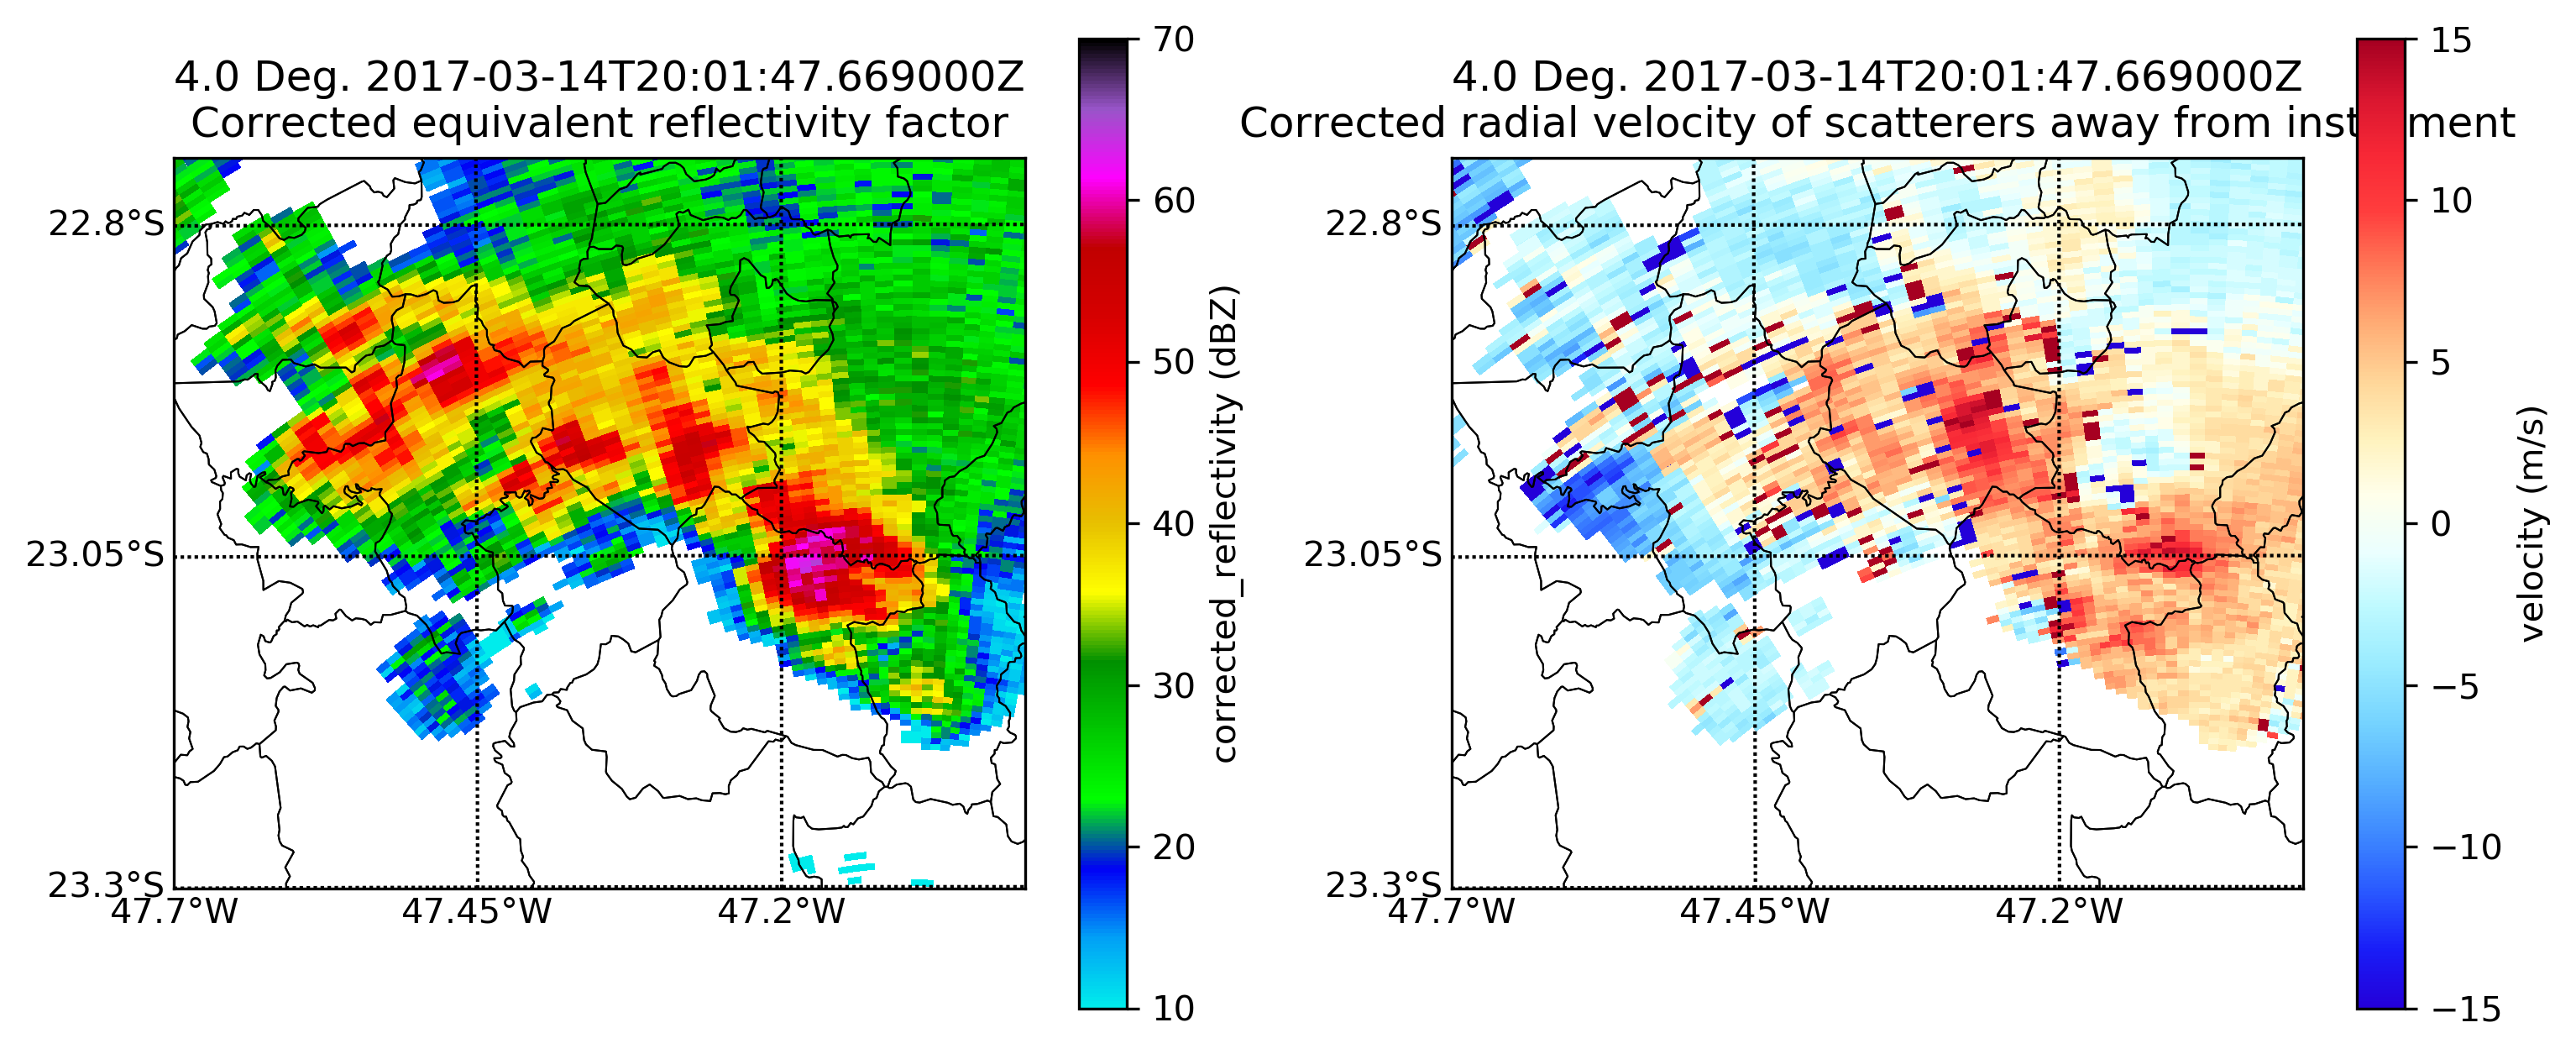 4.0 Deg. 2017-03-14T20:01:47.669000Z
Corrected equivalent reflectivity factor
22.8°S
23.05°S
23.3°S
47.7°W
47.45°W
47.2°W
70
60
50
40
30
20
10
corrected_reflectivity (dBZ)
4.0 Deg. 2017-03-14T20:01:47.669000Z
Corrected radial velocity of scatterers away from inst ment
22.8°S
23.05°S
23.3°S
47.7°W
47.45°W
47.2°W
15
10
5
0
−5
−10
−15
velocity (m/s)